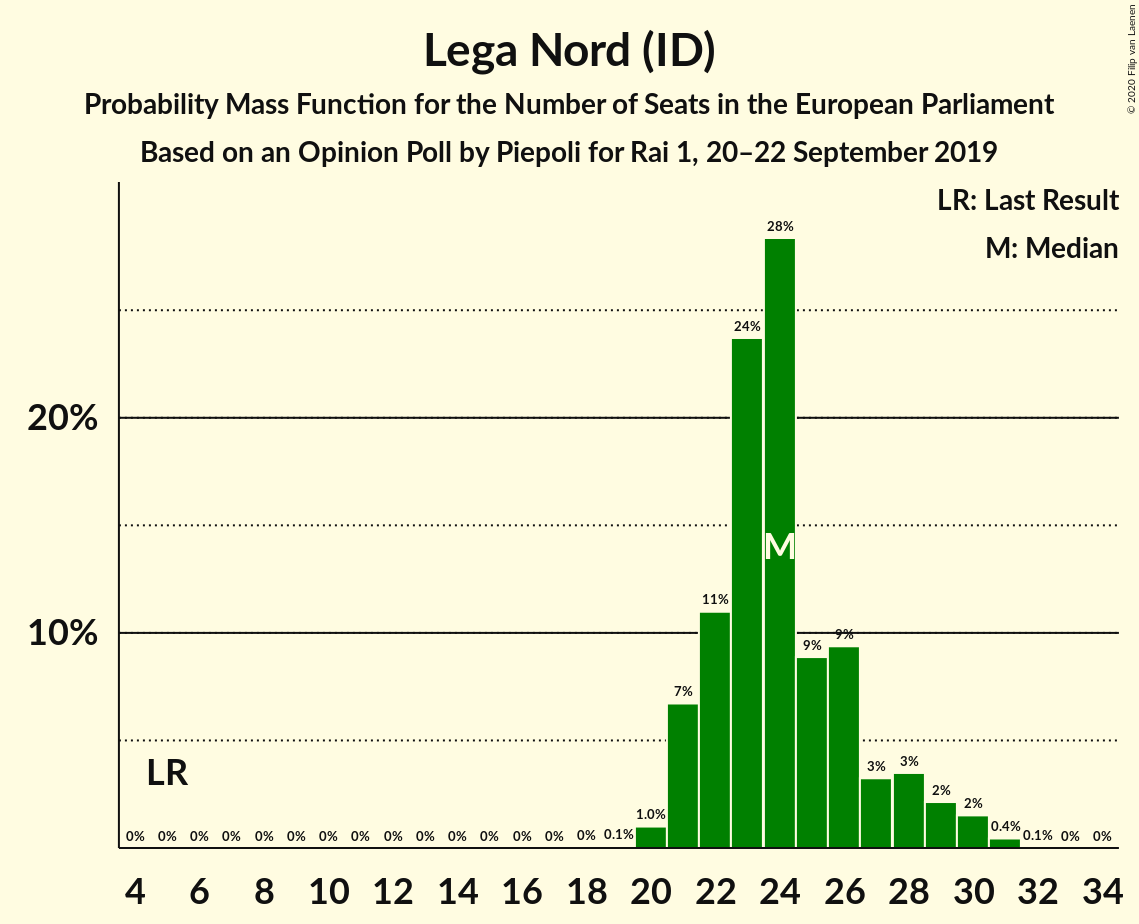 Lega Nord (ID)
Probability Mass Function for the Number of Seats in the European Parliament
Based on an Opinion Poll by Piepoli for Rai 1, 20–22 September 2019
© 2020 Filip van Laenen
LR: Last Result
M: Median
28%
24%
20%
M
11%
10%
9%
9%
7%
LR
3%
3%
2%
2%
0% 0% 0% 0% 0% 0% 0% 0% 0% 0% 0% 0% 0% 0% 0% 0.1% 1.0% 0.4% 0.1% 0% 0%
4 6 8 10 12 14 16 18 20 22 24 26 28 30 32 34